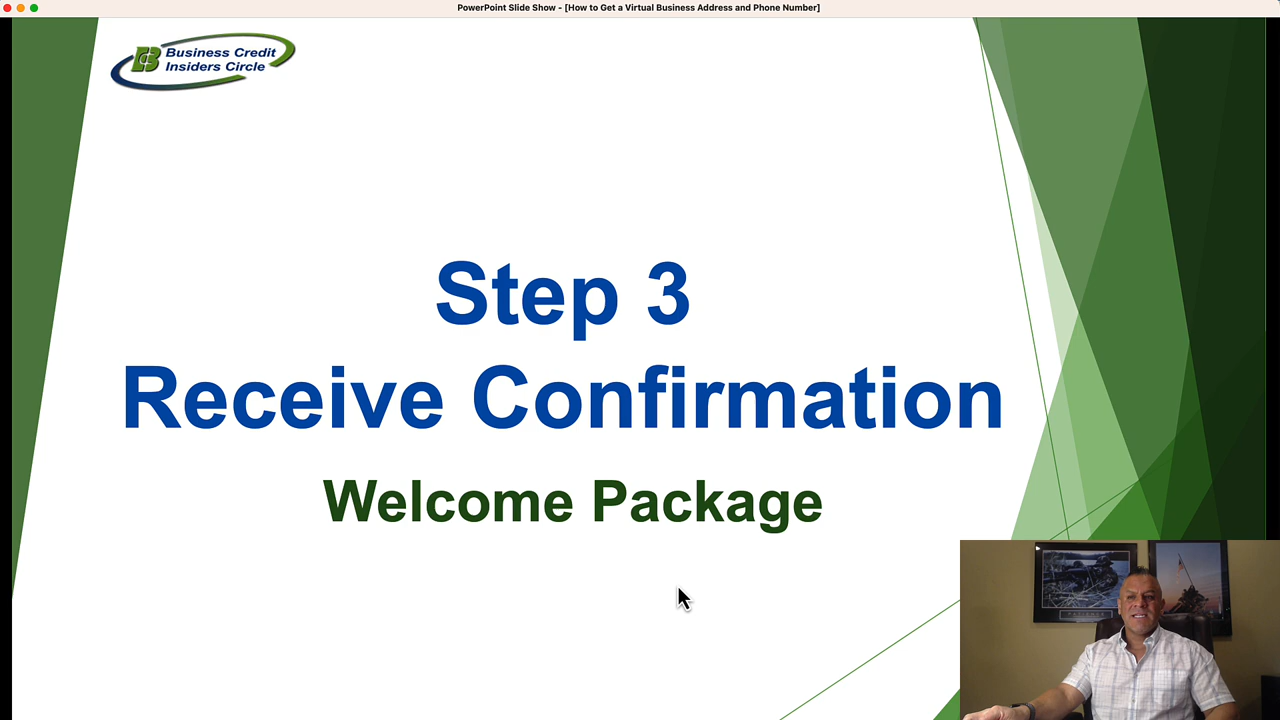 PowerPoint Slide Show - [How to Get a Virtual Business Address and Phone Number]
Business Credit
Insiders Circle
Step 3
Receive Confirmation
Welcome Package